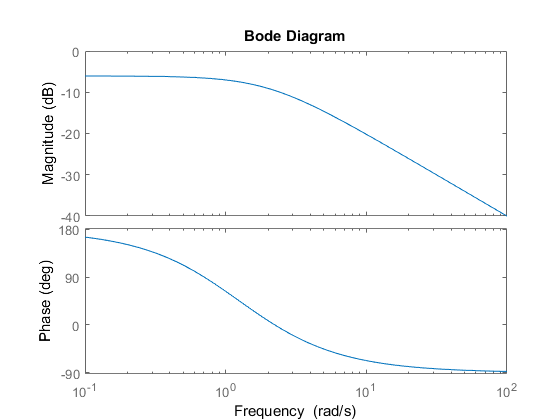 Bode Diagram
Magnitude (dB)
0
-10
-20
-30
-40
Phase (deg)
180
90
0
-90
10^-1 10^0 10^1 10^2
Frequency (rad/s)